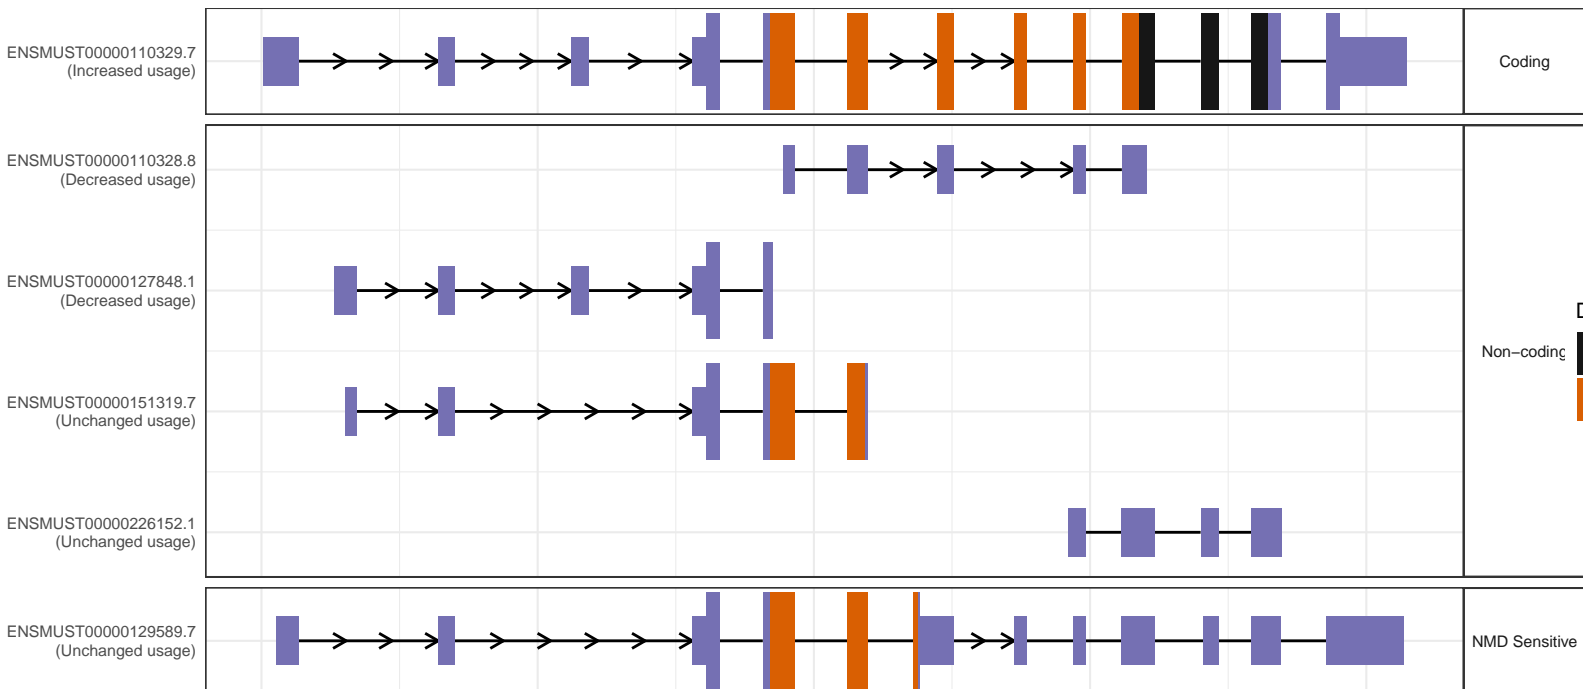 ENSMUST00000110329.7
(Increased usage)
Coding
ENSMUST00000110328.8
(Decreased usage)
ENSMUST00000127848.1
(Decreased usage)
Non−coding
ENSMUST00000151319.7
(Unchanged usage)
ENSMUST00000226152.1
(Unchanged usage)
ENSMUST00000129589.7
(Unchanged usage)
NMD Sensitive